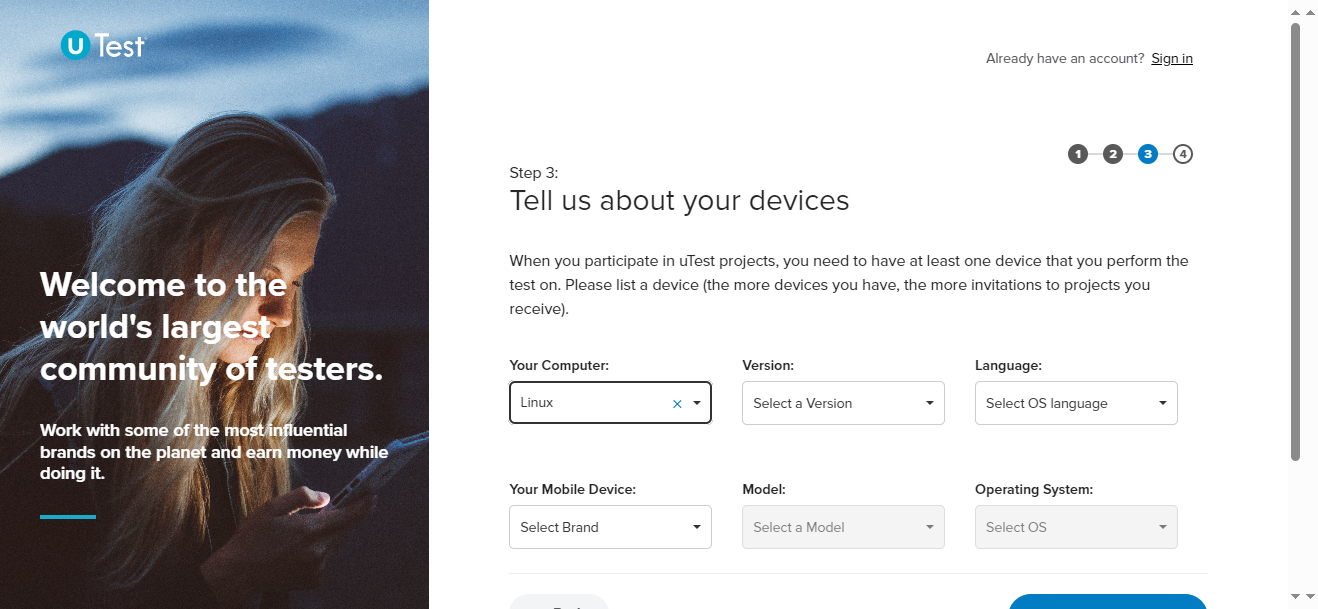 U Test
Already have an account? Sign in
1 2 3 4
Step 3:
Tell us about your devices
Welcome to the
world's largest
community of testers.
Work with some of the most influential
brands on the planet and earn money while
doing it.
When you participate in uTest projects, you need to have at least one device that you perform the
test on. Please list a device (the more devices you have, the more invitations to projects you
receive).
Your Computer: Version: Language:
Linux × Select a Version Select OS language
Your Mobile Device: Model: Operating System:
Select Brand Select a Model Select OS